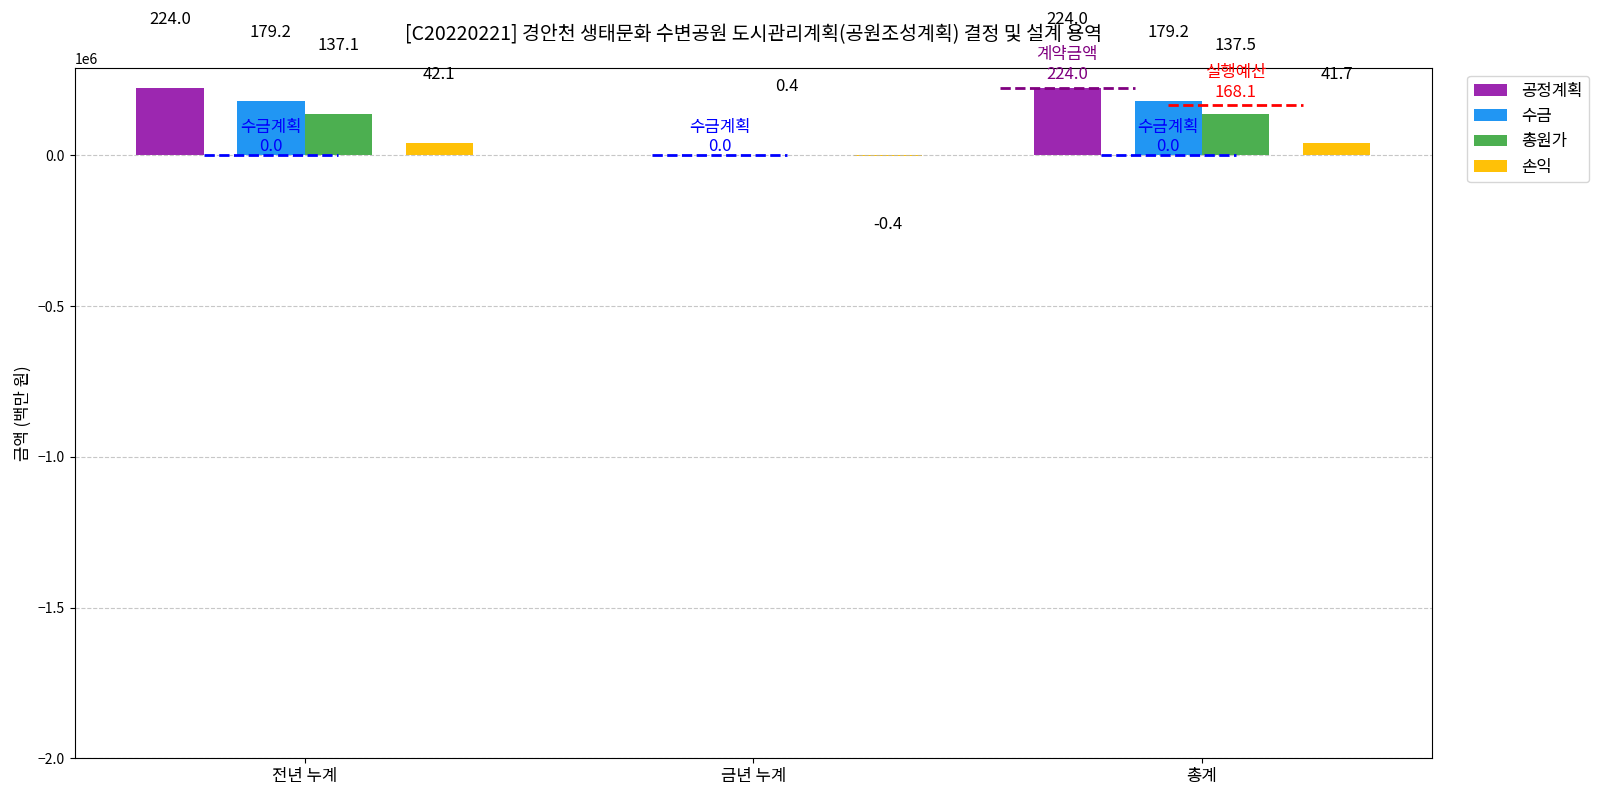 224.0
179.2
137.1
42.1
[C20220221] 경안천 생태문화 수변공원 도시관리계획(공원조성계획) 결정 및 설계 용역
224.0
179.2
137.5
41.7
1e6
0.4
계약금액
224.0
실행예산
168.1
공정계획
수금
총원가
손익
수금계획
0.0
수금계획
0.0
수금계획
0.0
-0.4
0.0
−0.5
−1.0
−1.5
−2.0
금액 (백만 원)
전년 누계
금년 누계
총계